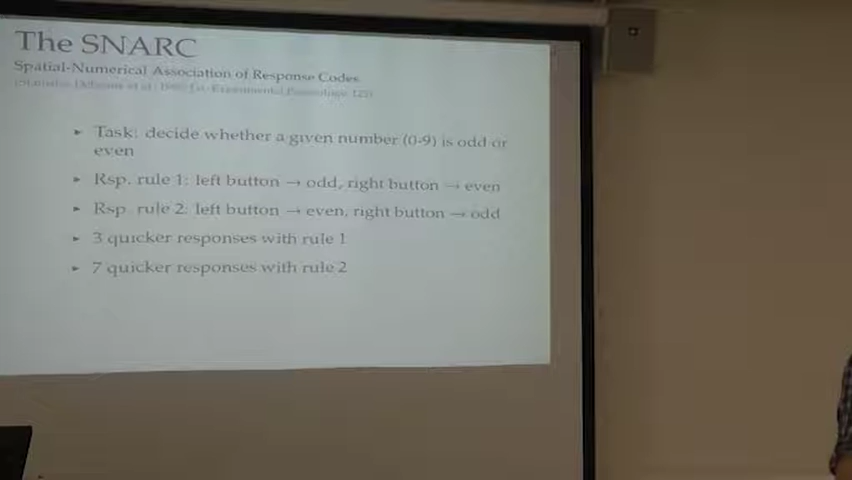 The SNARC
Spatial-Numerical Association of Response Codes
▸ Task: decide whether a given number (0-9) is odd or
even
▸ Rsp. rule 1: left button → odd, right button → even
▸ Rsp. rule 2: left button → even, right button → odd
▸ 3 quicker responses with rule 1
▸ 7 quicker responses with rule 2